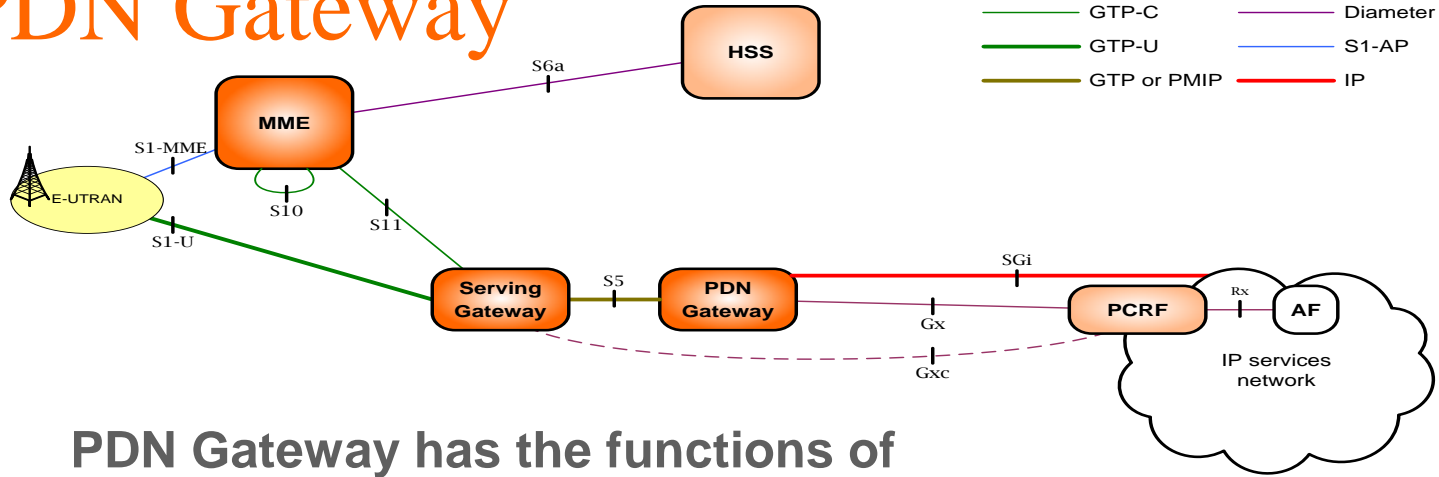 PDN Gateway
GTP-C
Diameter
GTP-U
S1-AP
GTP or PMIP
IP
HSS
S6a
MME
S1-MME
E-UTRAN
S10
S11
S1-U
SGi
Serving
Gateway
S5
PDN
Gateway
Gx
PCRF
Rx
AF
Gxc
IP services
network
PDN Gateway has the functions of